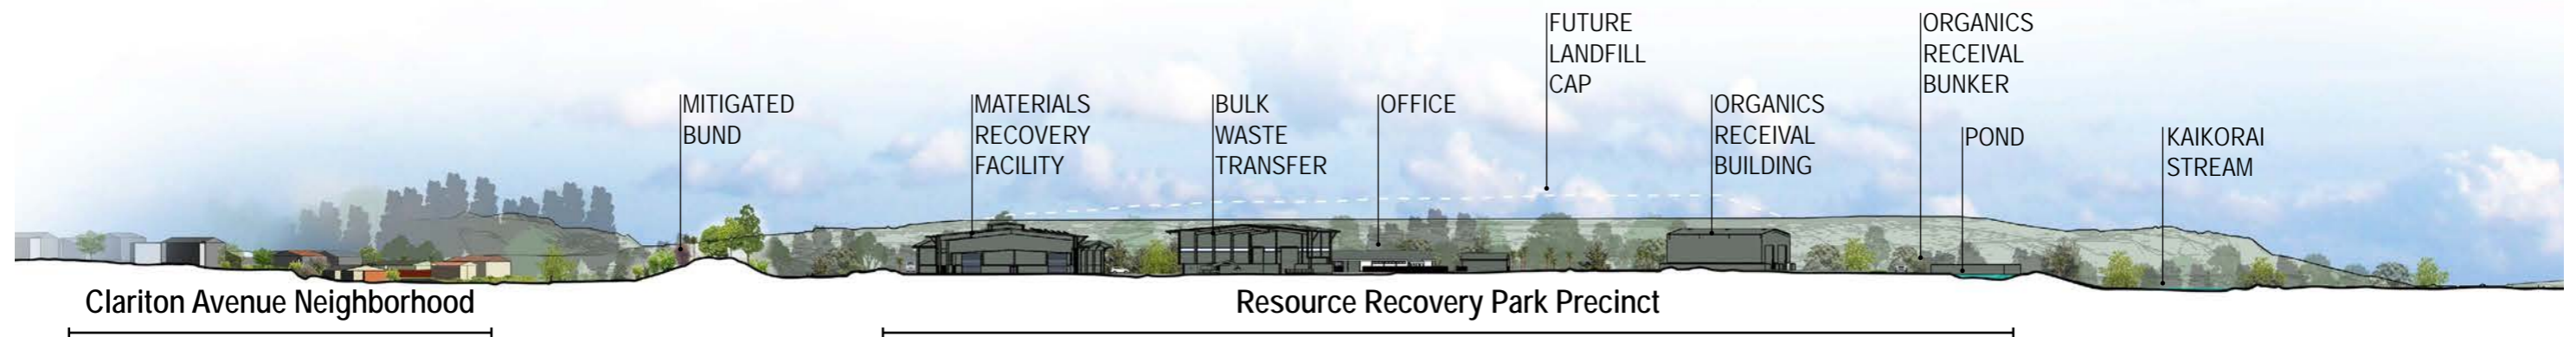 MITIGATED
BUND
MATERIALS
RECOVERY
FACILITY
BULK
WASTE
TRANSFER
OFFICE
FUTURE
LANDFILL
CAP
ORGANICS
RECEIVAL
BUILDING
ORGANICS
RECEIVAL
BUNKER
POND
KAIKORAI
STREAM
Clariton Avenue Neighborhood
Resource Recovery Park Precinct